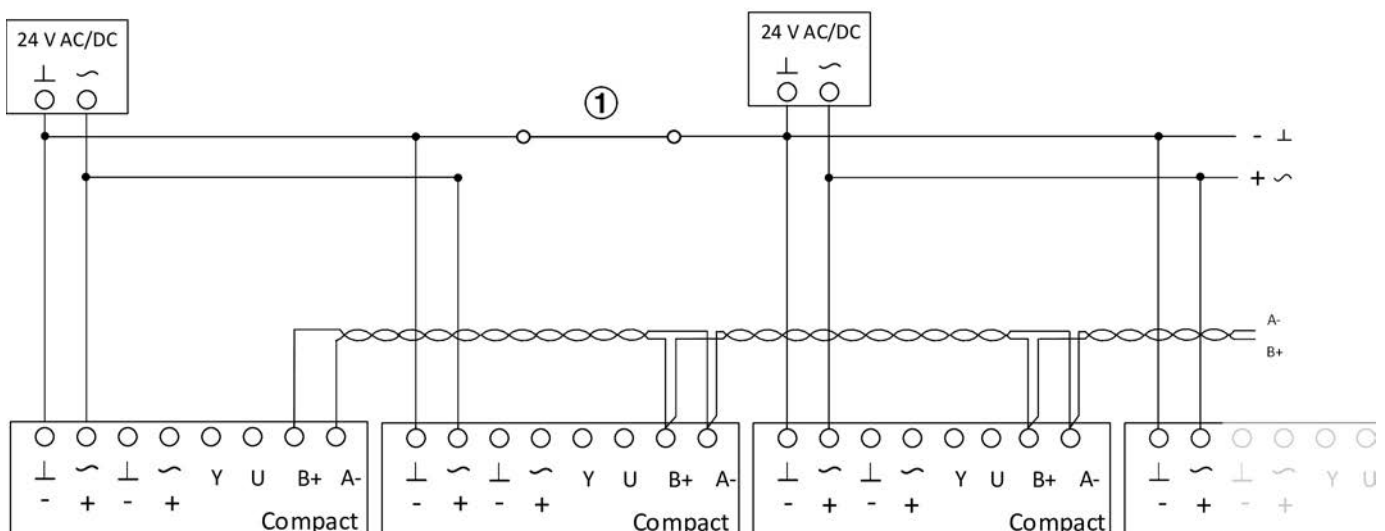 24 V AC/DC
24 V AC/DC
⊥ ~
⊥ ~
①
- ⊥
+ ~
A-
B+
⊥ ~ ⊥ ~ Y U B+ A-
- + - +
Compact
⊥ ~ ⊥ ~ Y U B+ A-
- + - +
Compact
⊥ ~ ⊥ ~ Y U B+ A-
- + - +
Compact
⊥ ~ ⊥ ~ Y U
- + - +